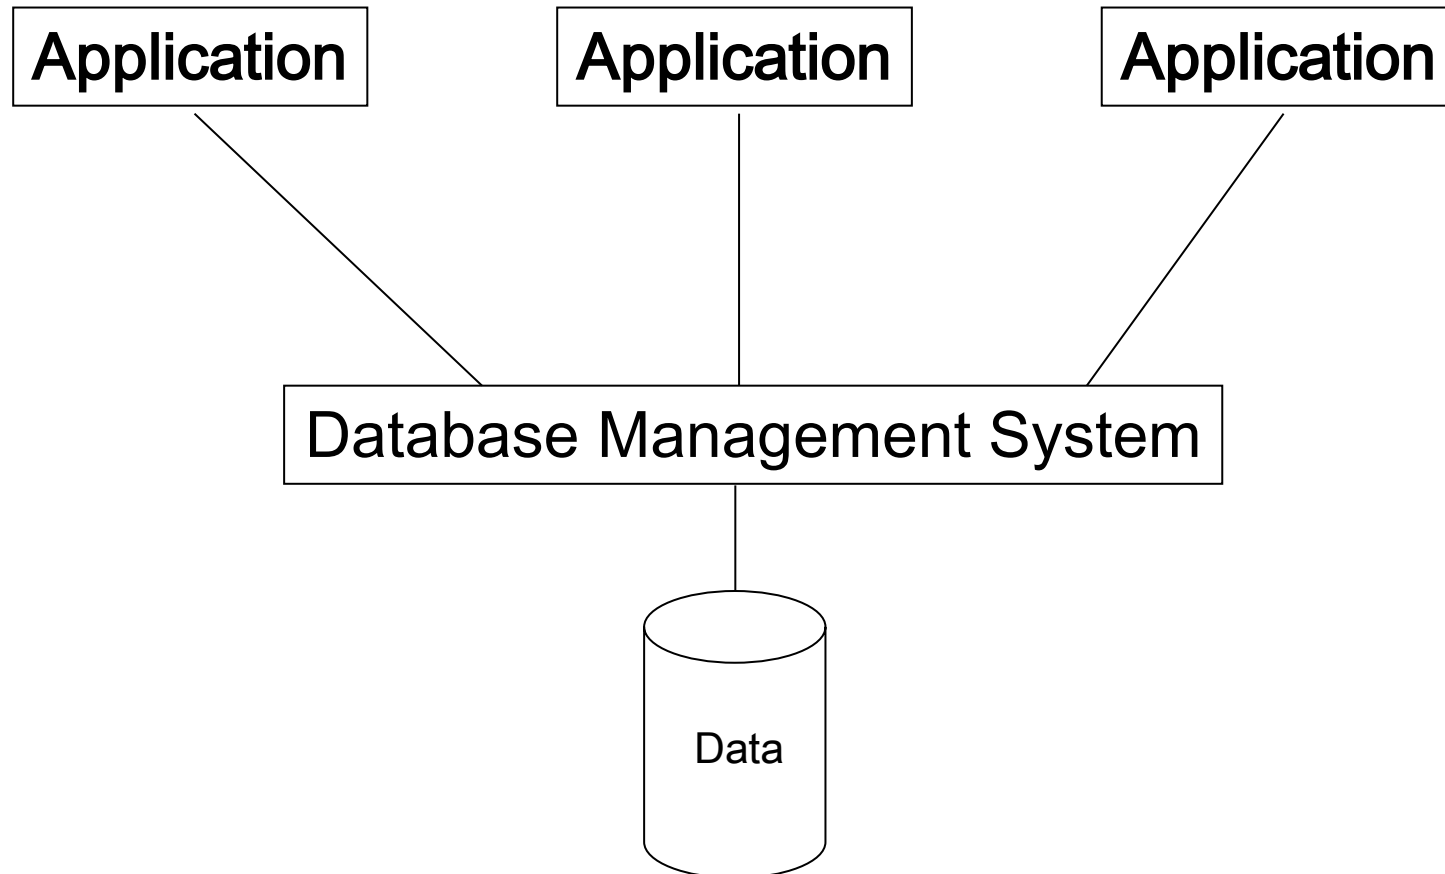 Application
Application
Application
Database Management System
Data